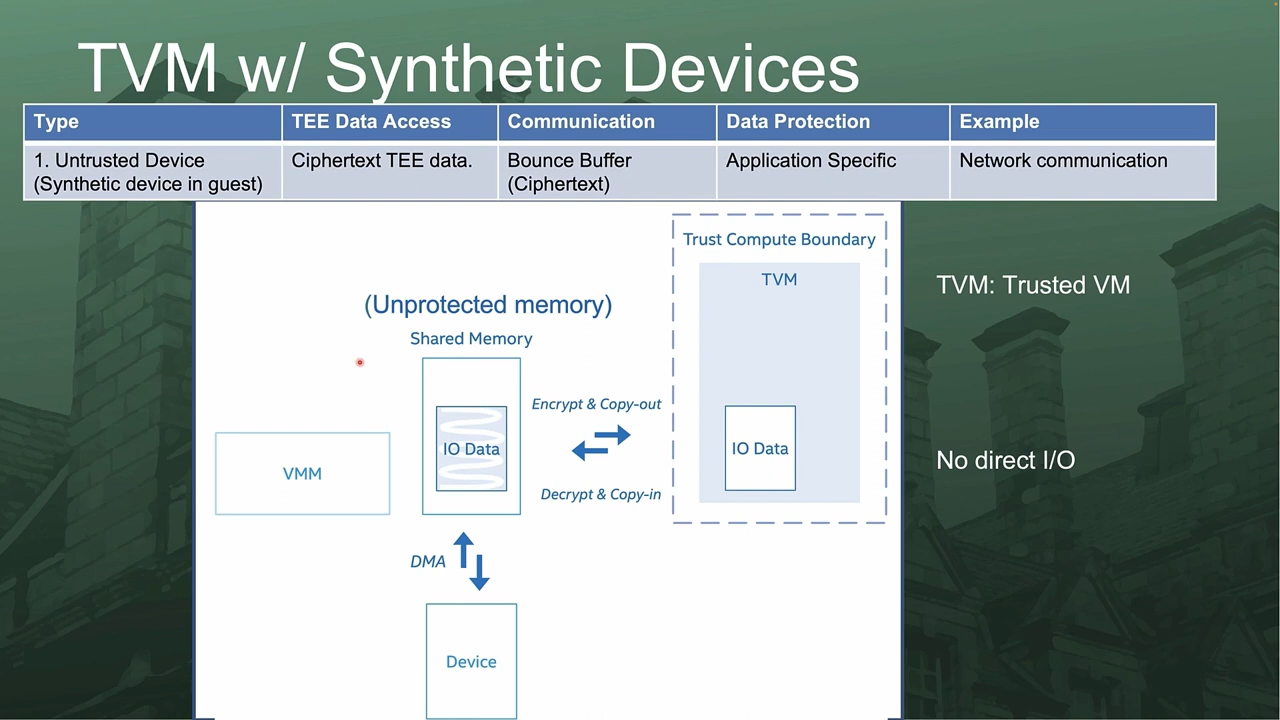 TVM w/ Synthetic Devices
Type TEE Data Access Communication Data Protection Example
1. Untrusted Device
(Synthetic device in guest)
Ciphertext TEE data.
Bounce Buffer
(Ciphertext)
Application Specific
Network communication
Trust Compute Boundary
TVM
TVM: Trusted VM
(Unprotected memory)
Shared Memory
Encrypt & Copy-out
IO Data
IO Data
VMM
No direct I/O
Decrypt & Copy-in
DMA
Device